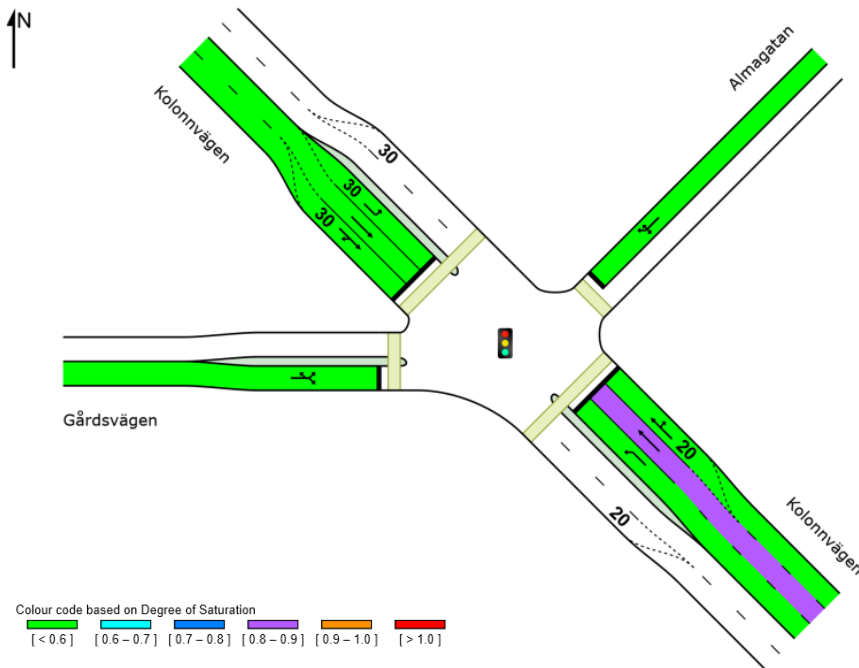 N
Kolonnvägen
Almagatan
30
30
30
Gårdsvägen
20
20
Kolonnvägen
Colour code based on Degree of Saturation
[ < 0.6 ] [ 0.6 – 0.7 ] [ 0.7 – 0.8 ] [ 0.8 – 0.9 ] [ 0.9 – 1.0 ] [ > 1.0 ]